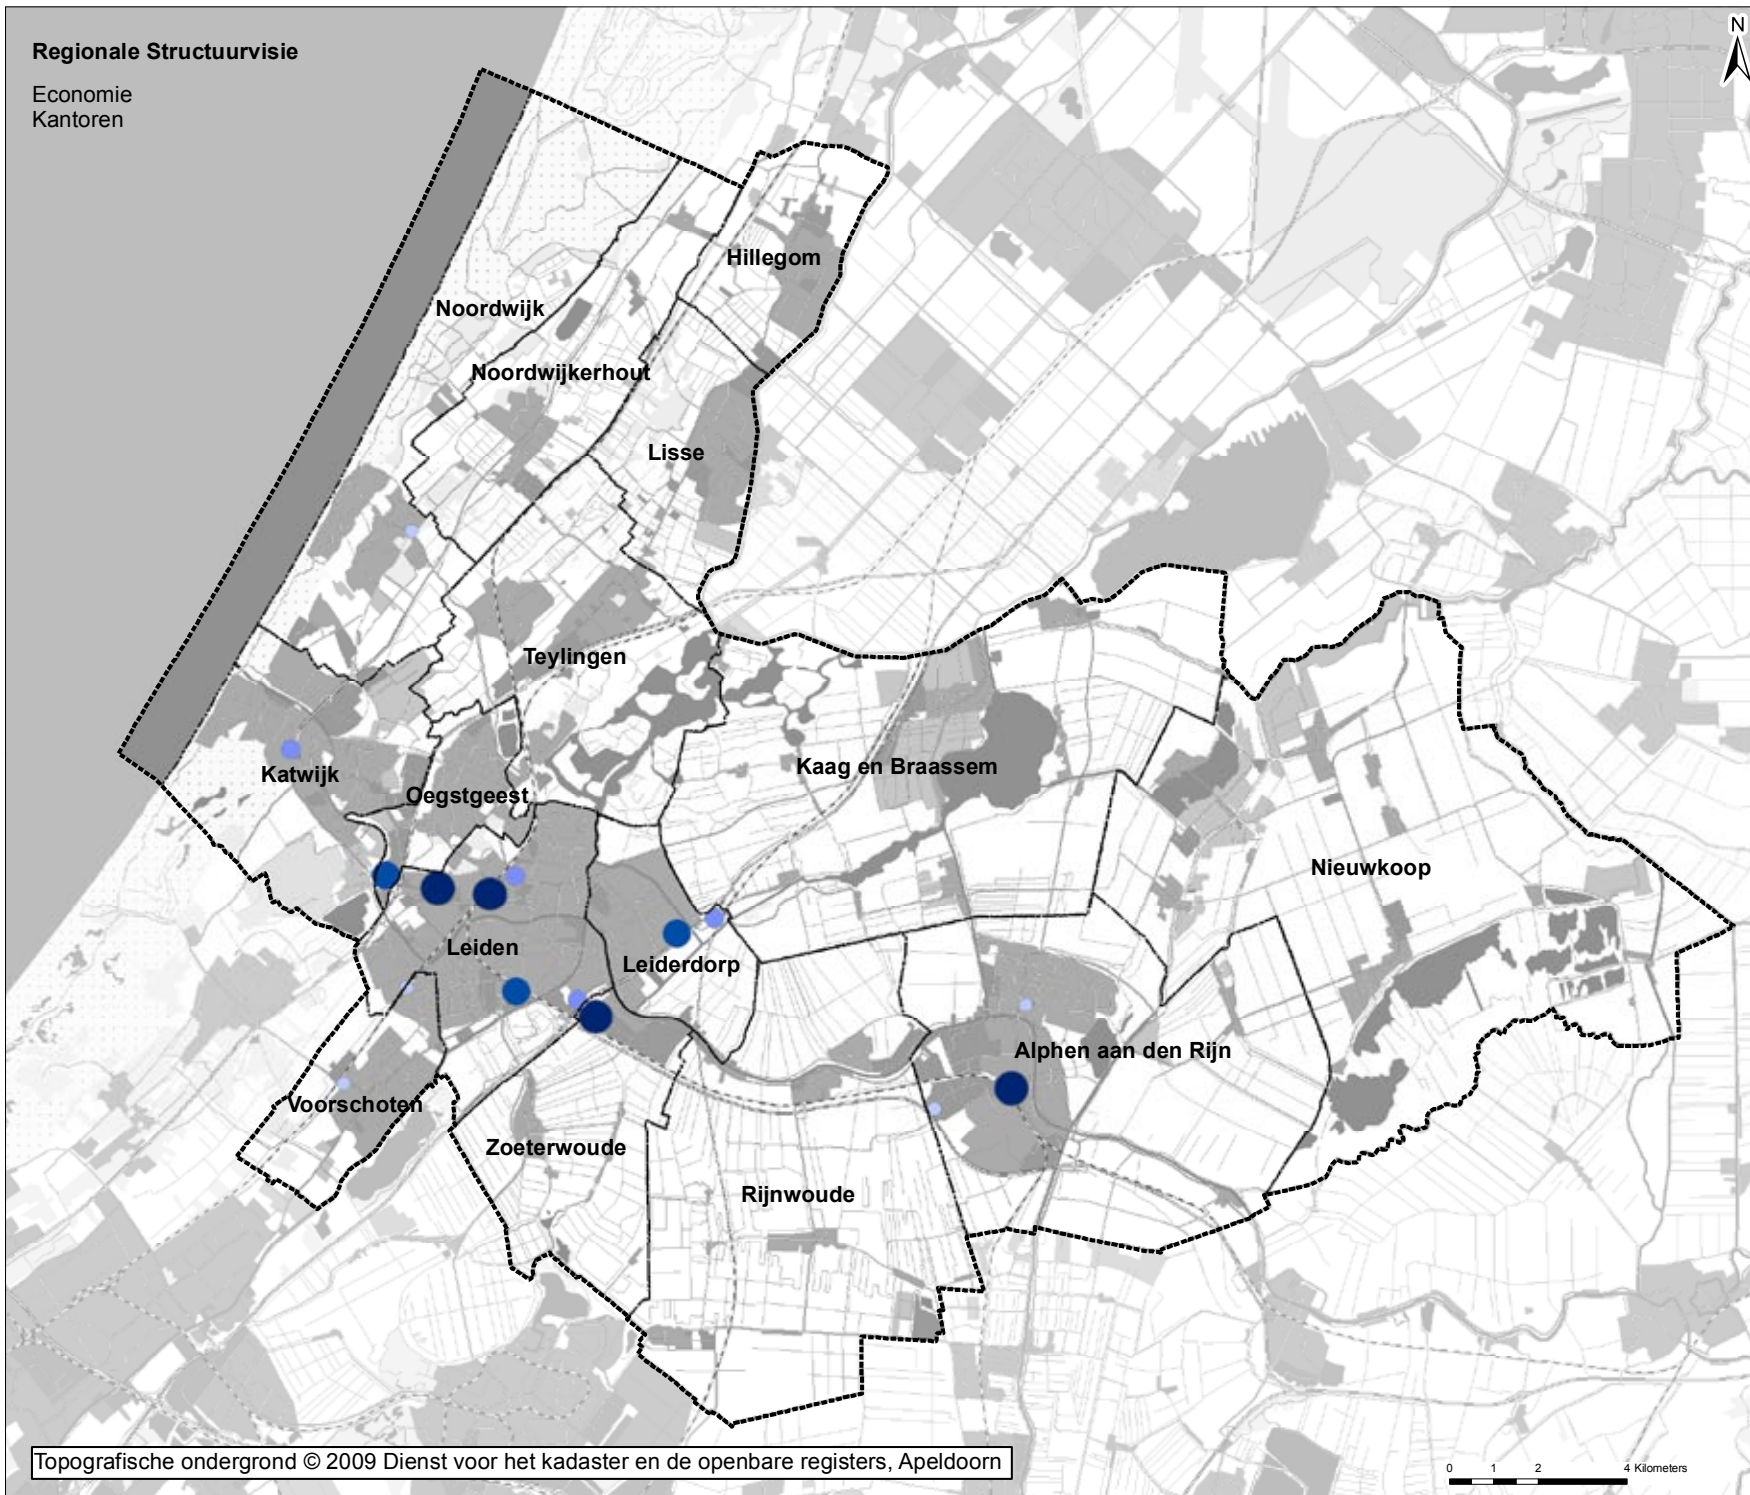 Regionale Structuurvisie
Economie
Kantoren
N
Hillegom
Noordwijk
Noordwijkerhout
Lisse
Teylingen
Katwijk
Oegstgeest
Kaag en Braassem
Nieuwkoop
Leiden
Leiderdorp
Alphen aan den Rijn
Voorschoten
Zoeterwoude
Rijnwoude
Topografische ondergrond © 2009 Dienst voor het kadaster en de openbare registers, Apeldoorn
0 1 2 4 Kilometers